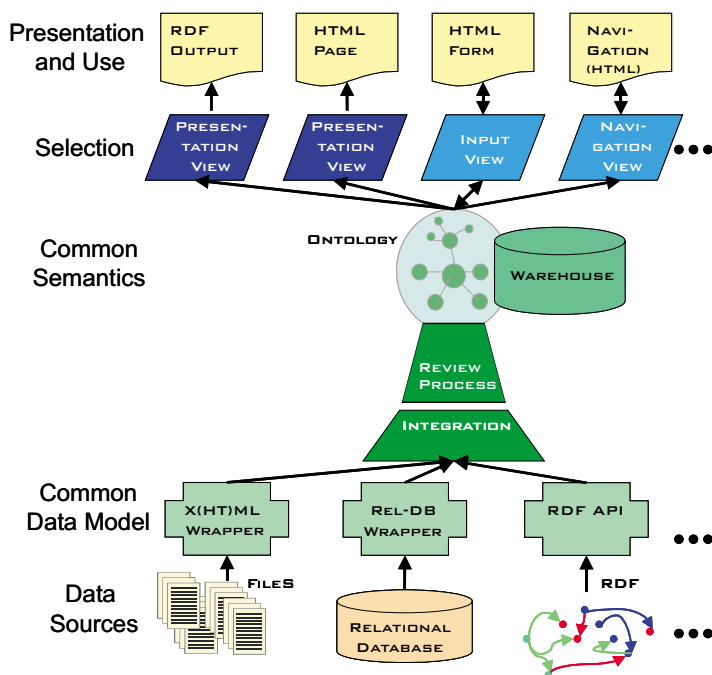 Presentation
and Use
RDF
Output
HTML
Page
HTML
Form
Navi-
gation
(HTML)
Selection
Presen-
tation
View
Presen-
tation
View
Input
View
Navi-
gation
View
Common
Semantics
Ontology
Warehouse
Review
Process
Integration
Common
Data Model
X(HT)ML
Wrapper
Rel-DB
Wrapper
RDF API
Data
Sources
Files
Relational
Database
RDF